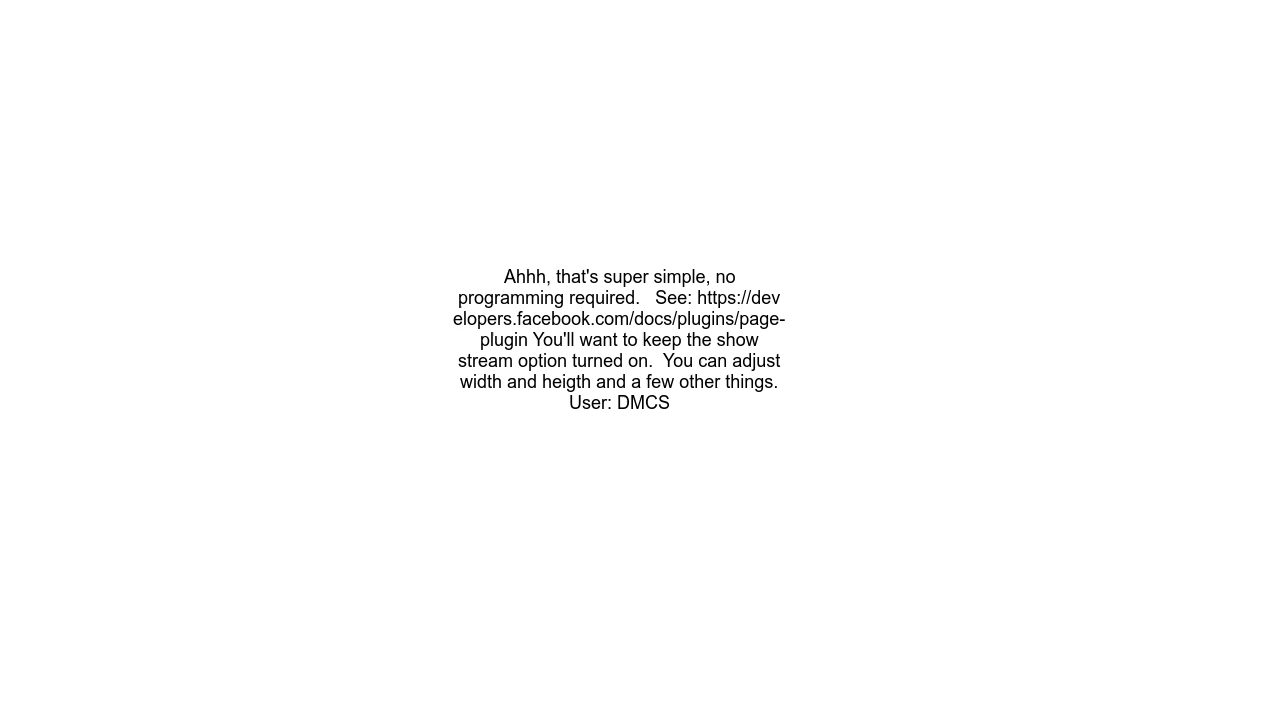 Ahhh, that's super simple, no
programming required.   See: https://dev
elopers.facebook.com/docs/plugins/page-
plugin You'll want to keep the show
stream option turned on.  You can adjust
width and heigth and a few other things.
User: DMCS